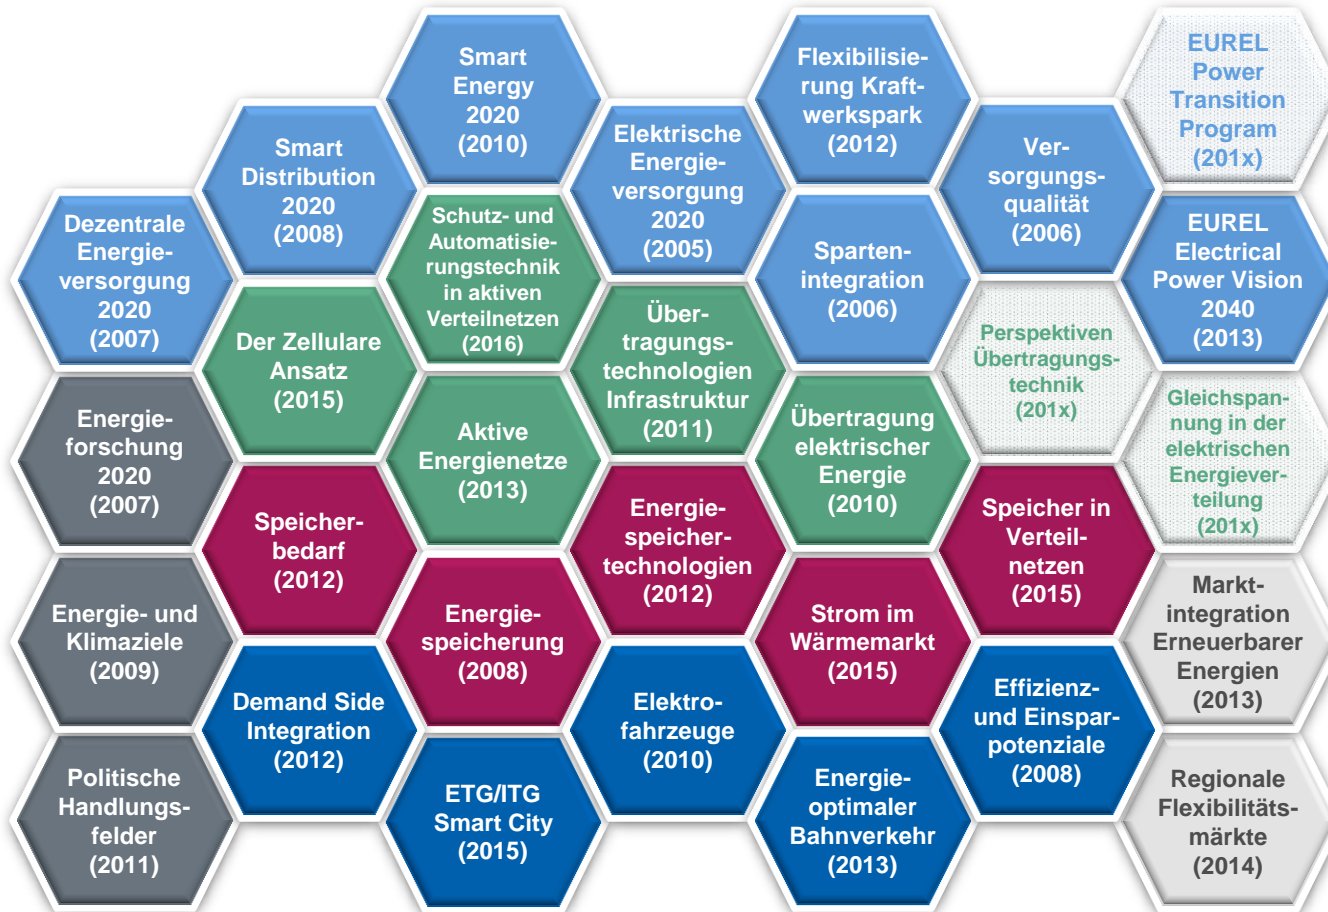 Smart
Energy
2020
(2010)
Flexibilisie-
rung Kraft-
werkspark
(2012)
EUREL
Power
Transition
Program
(201x)
Smart
Distribution
2020
(2008)
Elektrische
Energie-
versorgung
2020
(2005)
Ver-
sorgungs-
qualität
(2006)
Dezentrale
Energie-
versorgung
2020
(2007)
Schutz- und
Automatisie-
rungstechnik
in aktiven
Verteilnetzen
(2016)
Sparten-
integration
(2006)
EUREL
Electrical
Power Vision
2040
(2013)
Der Zellulare
Ansatz
(2015)
Über-
tragungs-
technologien
Infrastruktur
(2011)
Perspektiven
Übertragungs-
technik
(201x)
Energie-
forschung
2020
(2007)
Aktive
Energienetze
(2013)
Übertragung
elektrischer
Energie
(2010)
Gleichspan-
nung in der
elektrischen
Energiever-
teilung
(201x)
Speicher-
bedarf
(2012)
Energie-
speicher-
technologien
(2012)
Speicher in
Verteil-
netzen
(2015)
Energie- und
Klimaziele
(2009)
Energie-
speicherung
(2008)
Strom im
Wärmemarkt
(2015)
Markt-
integration
Erneuerbarer
Energien
(2013)
Demand Side
Integration
(2012)
Elektro-
fahrzeuge
(2010)
Effizienz-
und Einspar-
potenziale
(2008)
Politische
Handlungs-
felder
(2011)
ETG/ITG
Smart City
(2015)
Energie-
optimaler
Bahnverkehr
(2013)
Regionale
Flexibilitäts-
märkte
(2014)